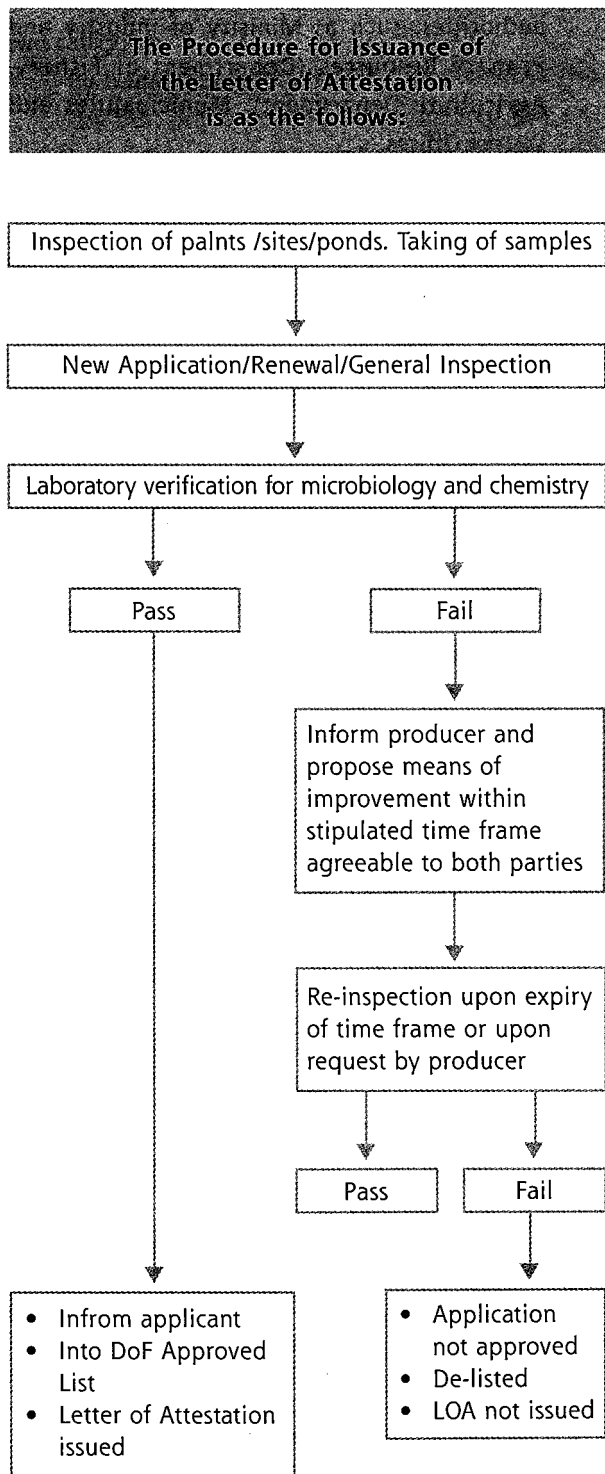 The Procedure for Issuance of
the Letter of Attestation
is as the follows:
Inspection of palnts /sites/ponds. Taking of samples
New Application/Renewal/General Inspection
Laboratory verification for microbiology and chemistry
Pass
Fail
Inform producer and
propose means of
improvement within
stipulated time frame
agreeable to both parties
Re-inspection upon expiry
of time frame or upon
request by producer
Pass
Fail
• Infrom applicant
• Into DoF Approved
List
• Letter of Attestation
issued
• Application
not approved
• De-listed
• LOA not issued